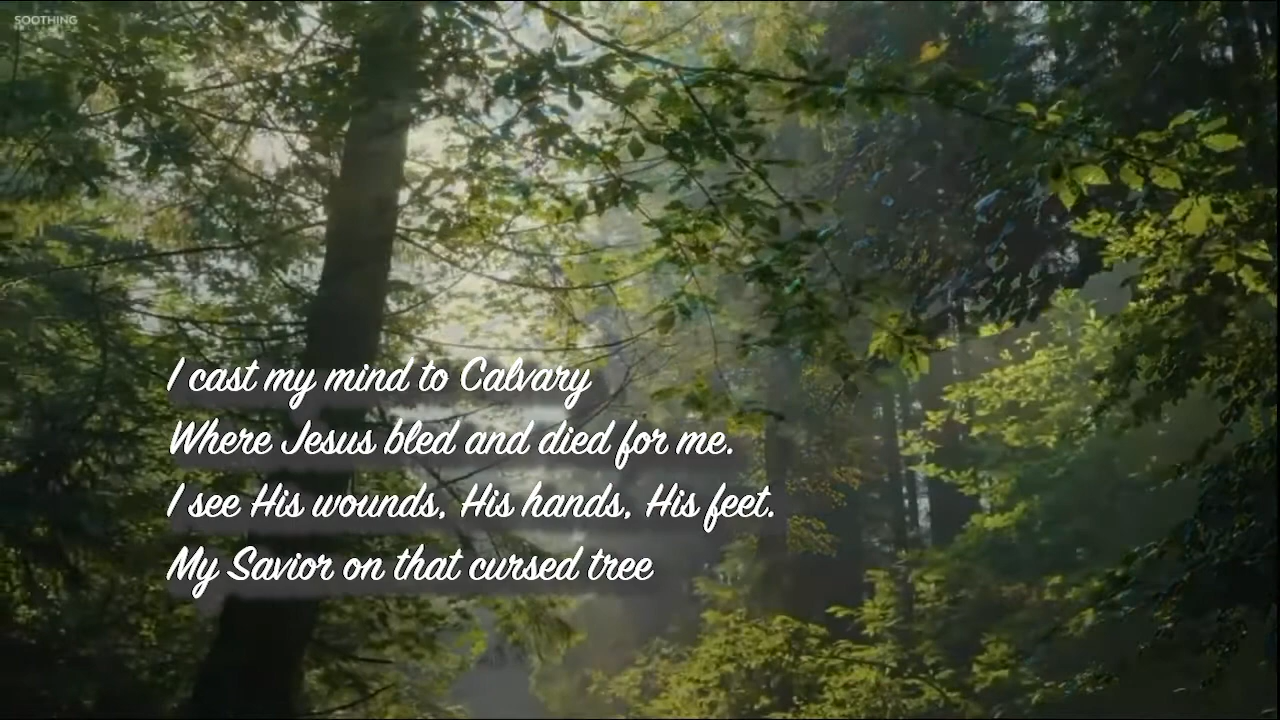 SOOTHING
I cast my mind to Calvary
Where Jesus bled and died for me.
I see His wounds, His hands, His feet.
My Savior on that cursed tree